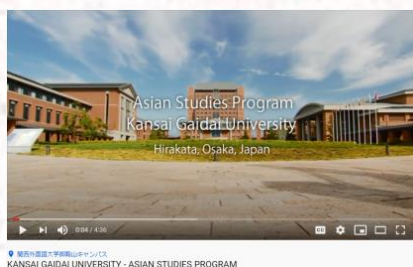 Asian Studies Program
Kansai Gaidai University
Hirakata, Osaka, Japan
0:04 / 4:36
CC
関西外国語大学御殿山キャンパス
KANSAI GAIDAI UNIVERSITY - ASIAN STUDIES PROGRAM